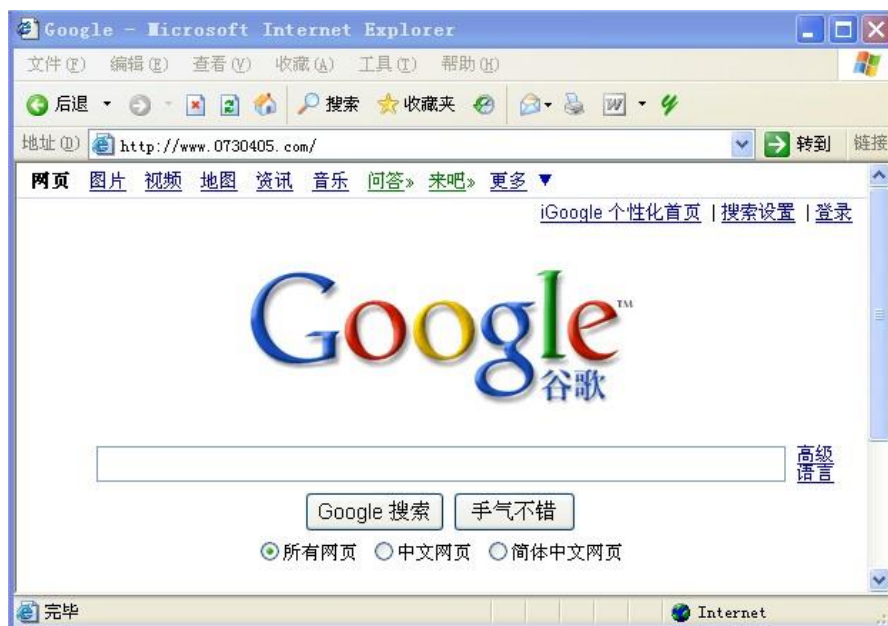 Google - Microsoft Internet Explorer
文件(F) 编辑(E) 查看(V) 收藏(A) 工具(T) 帮助(H)
后退 搜索 收藏夹
地址(D) http://www.0730405.com/ 转到 链接
网页 图片 视频 地图 资讯 音乐 问答» 来吧» 更多 ▼
iGoogle 个性化首页 | 搜索设置 | 登录
Google™
谷歌
高级
语言
Google 搜索 手气不错
所有网页 中文网页 简体中文网页
完毕 Internet